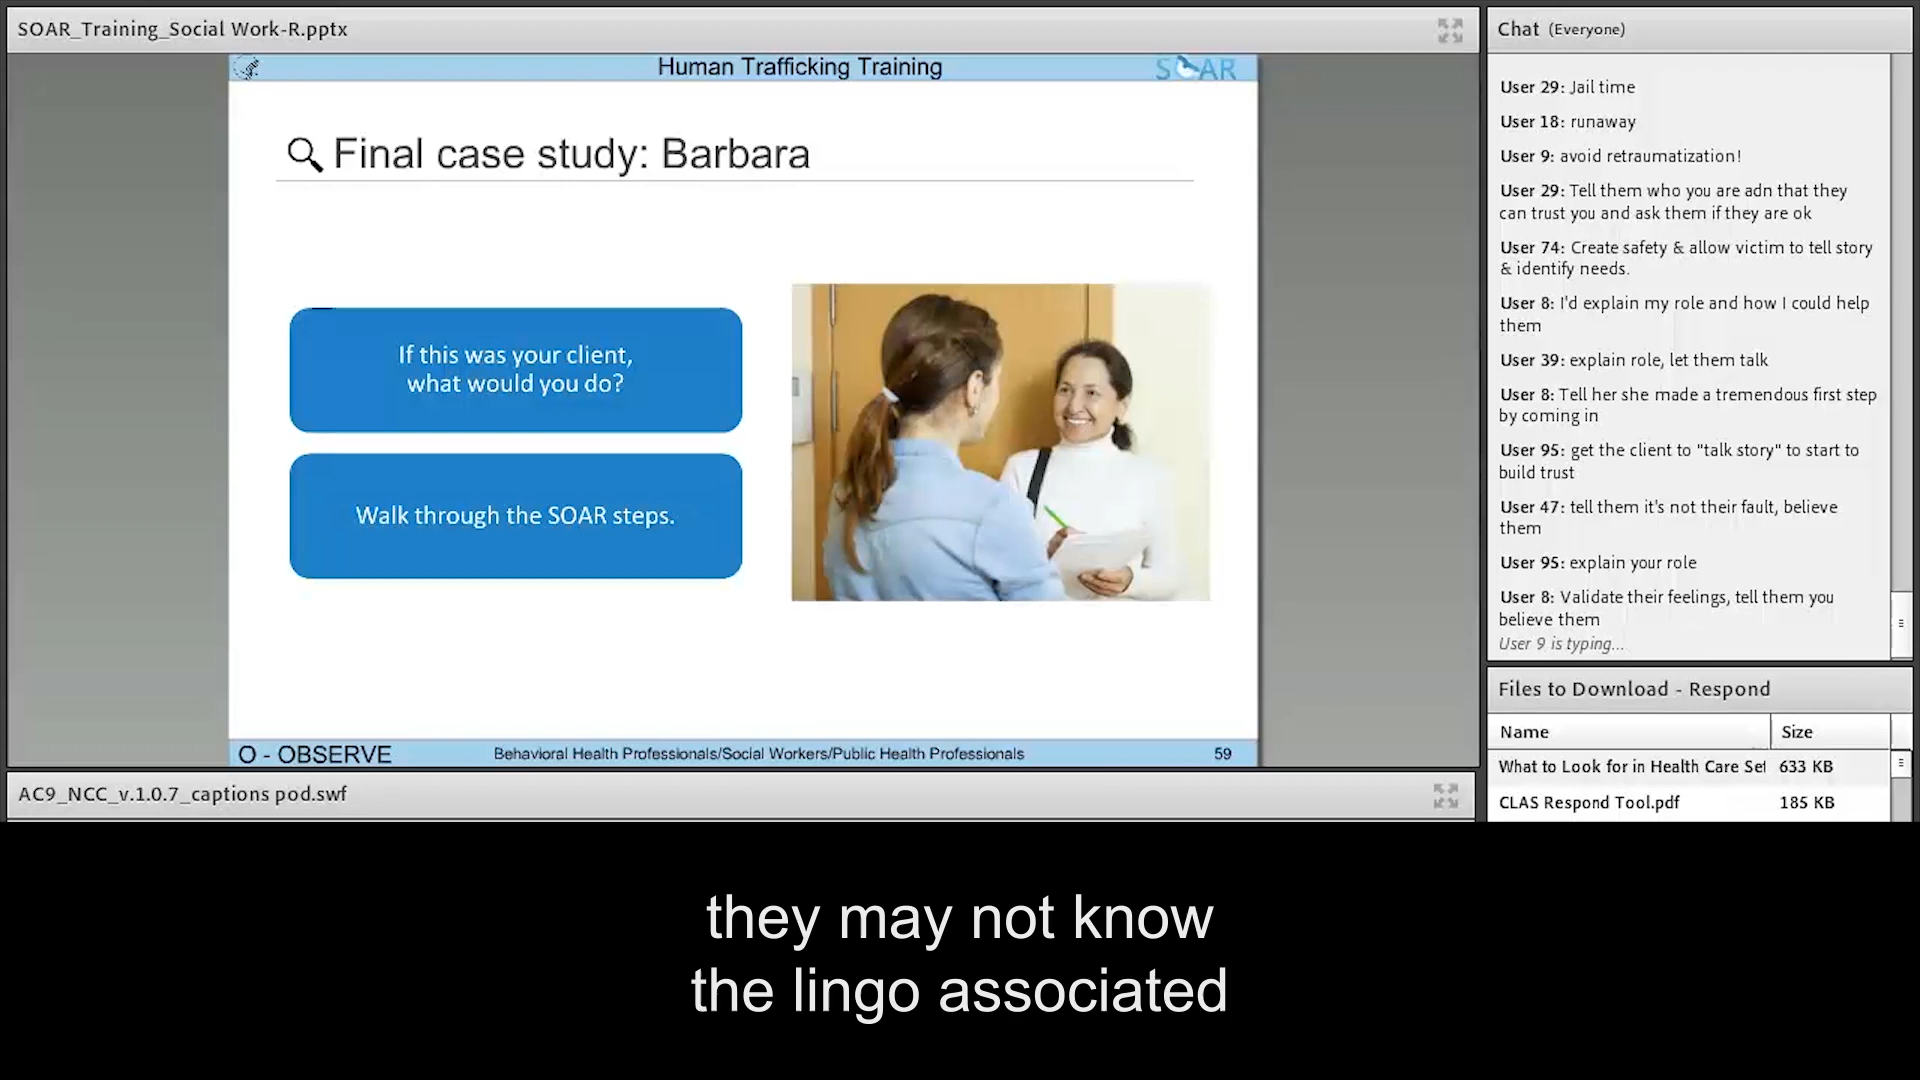 SOAR_Training_Social Work-R.pptx
Human Trafficking Training
SOAR
Final case study: Barbara
If this was your client,
what would you do?
Walk through the SOAR steps.
O - OBSERVE
Behavioral Health Professionals/Social Workers/Public Health Professionals
59
AC9_NCC_v.1.0.7_captions pod.swf
Chat (Everyone)
User 29: Jail time
User 18: runaway
User 9: avoid retraumatization!
User 29: Tell them who you are adn that they
can trust you and ask them if they are ok
User 74: Create safety & allow victim to tell story
& identify needs.
User 8: I'd explain my role and how I could help
them
User 39: explain role, let them talk
User 8: Tell her she made a tremendous first step
by coming in
User 95: get the client to "talk story" to start to
build trust
User 47: tell them it's not their fault, believe
them
User 95: explain your role
User 8: Validate their feelings, tell them you
believe them
User 9 is typing...
Files to Download - Respond
Name Size
What to Look for in Health Care Set 633 KB
CLAS Respond Tool.pdf 185 KB
they may not know
the lingo associated